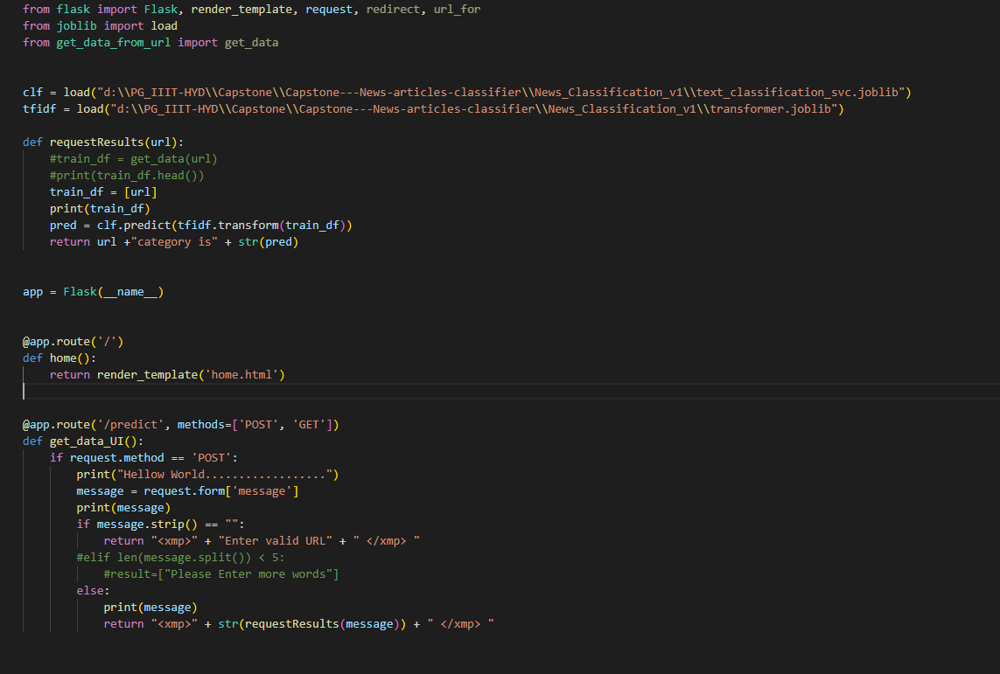 from flask import Flask, render_template, request, redirect, url_for
from joblib import load
from get_data_from_url import get_data
clf = load("d:\\PG_IIIT-HYD\\Capstone\\Capstone---News-articles-classifier\\News_Classification_v1\\text_classification_svc.joblib")
tfidf = load("d:\\PG_IIIT-HYD\\Capstone\\Capstone---News-articles-classifier\\News_Classification_v1\\transformer.joblib")
def requestResults(url):
    #train_df = get_data(url)
    #print(train_df.head())
    train_df = [url]
    print(train_df)
    pred = clf.predict(tfidf.transform(train_df))
    return url +"category is" + str(pred)
app = Flask(__name__)
@app.route('/')
def home():
    return render_template('home.html')
@app.route('/predict', methods=['POST', 'GET'])
def get_data_UI():
    if request.method == 'POST':
        print("Hellow World..................")
        message = request.form['message']
        print(message)
        if message.strip() == "":
            return "<xmp>" + "Enter valid URL" + " </xmp> "
        #elif len(message.split()) < 5:
            #result=["Please Enter more words"]
        else:
            print(message)
            return "<xmp>" + str(requestResults(message)) + " </xmp> "